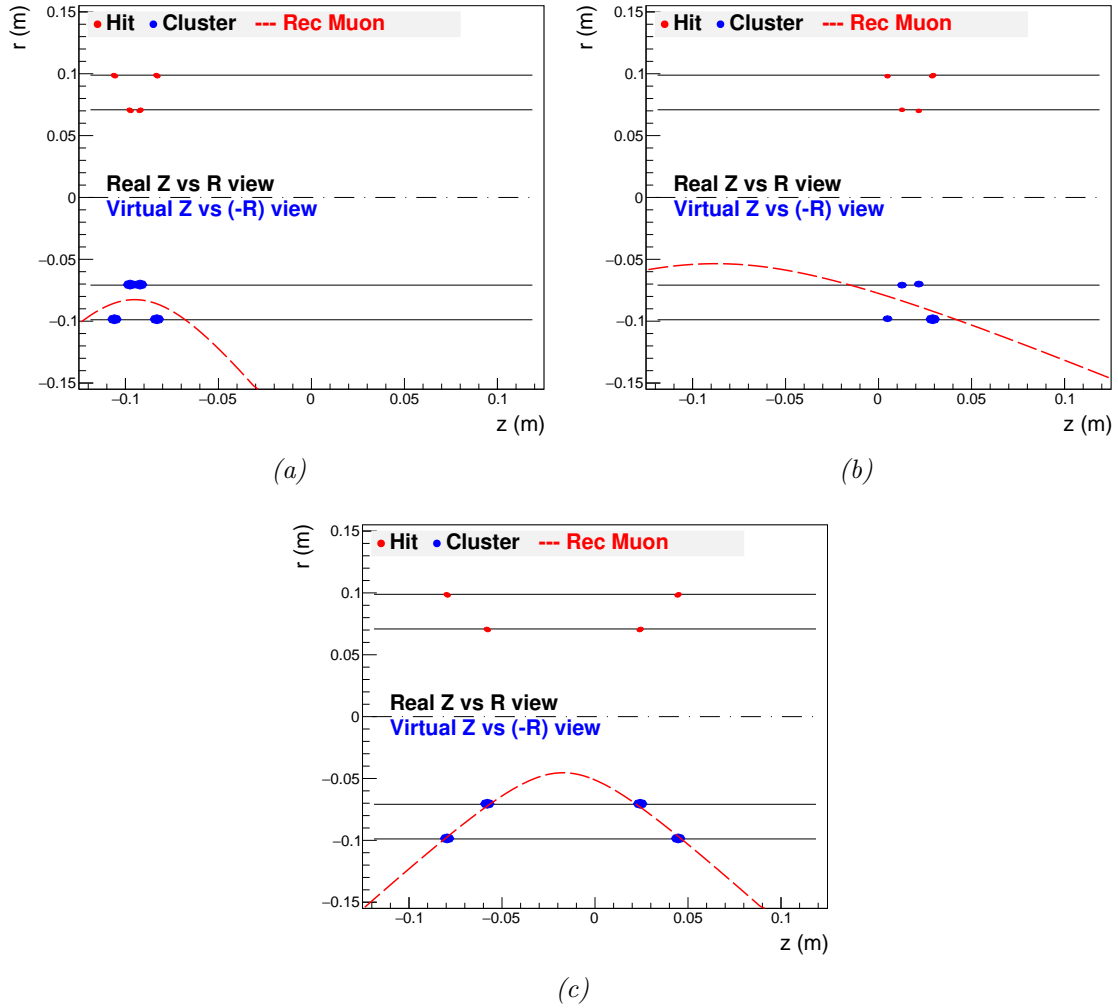 r (m)
Hit Cluster --- Rec Muon
0.15
0.1
0.05
0
−0.05
−0.1
−0.15
Real Z vs R view
Virtual Z vs (-R) view
−0.1 −0.05 0 0.05 0.1
z (m)
(a)
r (m)
Hit Cluster --- Rec Muon
0.15
0.1
0.05
0
−0.05
−0.1
−0.15
Real Z vs R view
Virtual Z vs (-R) view
−0.1 −0.05 0 0.05 0.1
z (m)
(b)
r (m)
Hit Cluster --- Rec Muon
0.15
0.1
0.05
0
−0.05
−0.1
−0.15
Real Z vs R view
Virtual Z vs (-R) view
−0.1 −0.05 0 0.05 0.1
z (m)
(c)